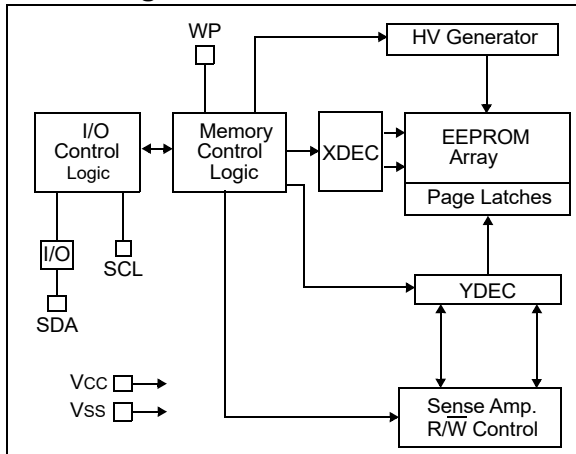 WP
HV Generator
I/O
Control
Logic
Memory
Control
Logic
XDEC
EEPROM
Array
Page Latches
I/O
SCL
SDA
YDEC
VCC
VSS
Sense Amp.
R/W̅ Control